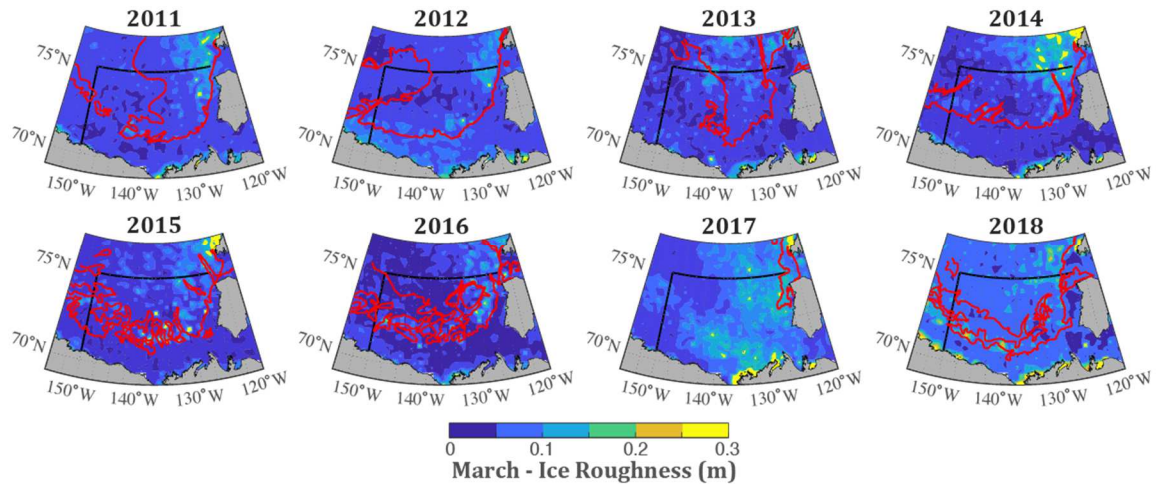 2011 2012 2013 2014
75°N 75°N 75°N 75°N
70°N 70°N 70°N 70°N
150°W 140°W 130°W 120°W 150°W 140°W 130°W 120°W 150°W 140°W 130°W 120°W 150°W 140°W 130°W 120°W
2015 2016 2017 2018
75°N 75°N 75°N 75°N
70°N 70°N 70°N 70°N
150°W 140°W 130°W 120°W 150°W 140°W 130°W 120°W 150°W 140°W 130°W 120°W 150°W 140°W 130°W 120°W
0 0.1 0.2 0.3
March - Ice Roughness (m)